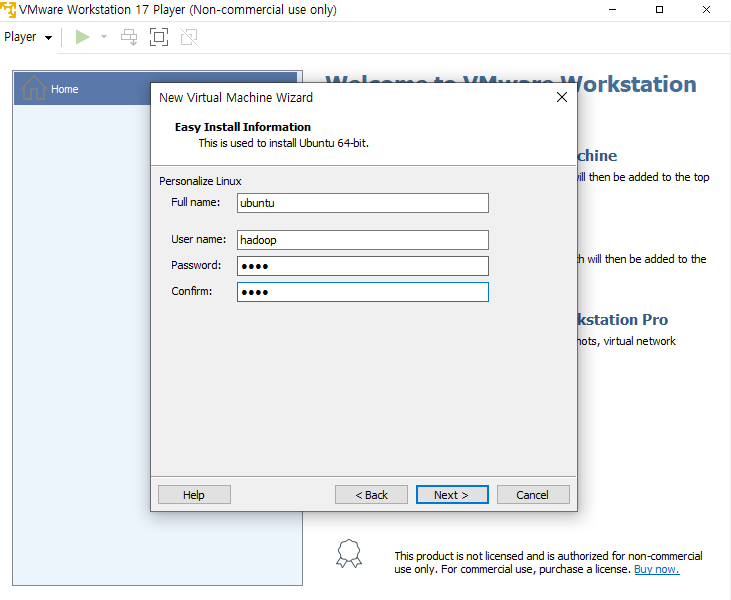 VMware Workstation 17 Player (Non-commercial use only)
Player
Home
Welcome to VMware Workstation
New Virtual Machine Wizard
Easy Install Information
This is used to install Ubuntu 64-bit.
chine
will then be added to the top
Personalize Linux
Full name: ubuntu
User name: hadoop
Password: ●●●●
Confirm: ●●●●
will then be added to the
kstation Pro
hots, virtual network
Help
< Back
Next >
Cancel
This product is not licensed and is authorized for non-commercial
use only. For commercial use, purchase a license. Buy now.